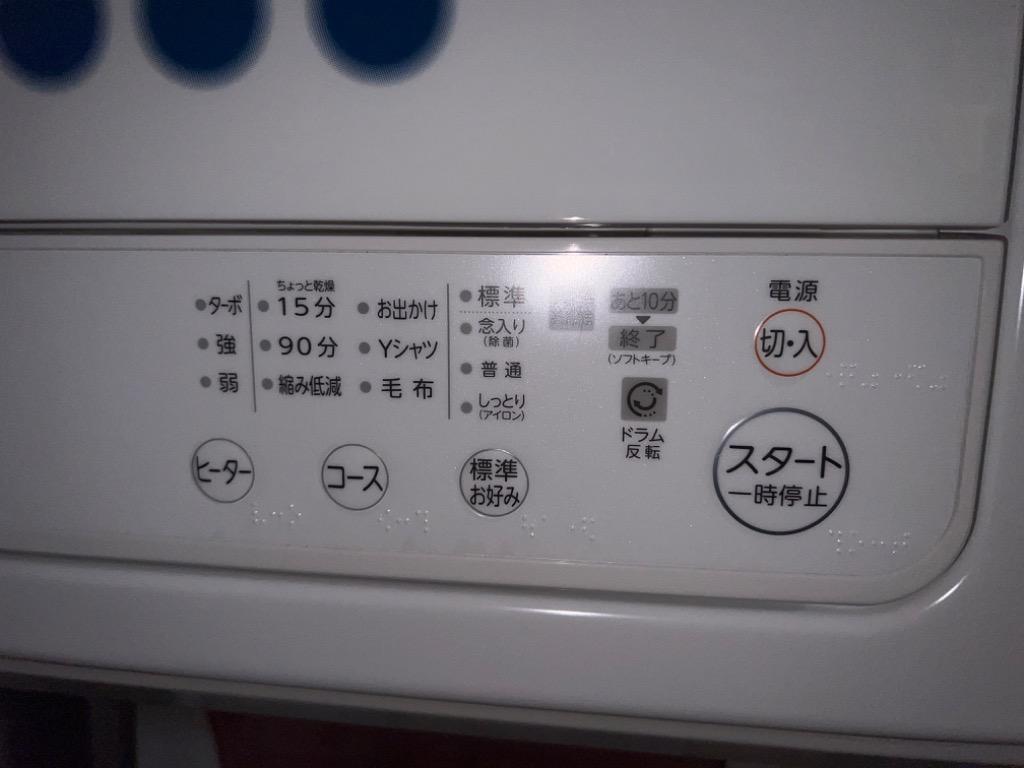 ターボ
強
弱
ヒーター
ちょっと乾燥
15分
90分
縮み低減
お出かけ
Yシャツ
毛布
コース
標準
念入り
(除菌)
普通
しっとり
(アイロン)
標準
お好み
あと10分
終了
(ソフトキープ)
ドラム
反転
電源
切・入
スタート
一時停止